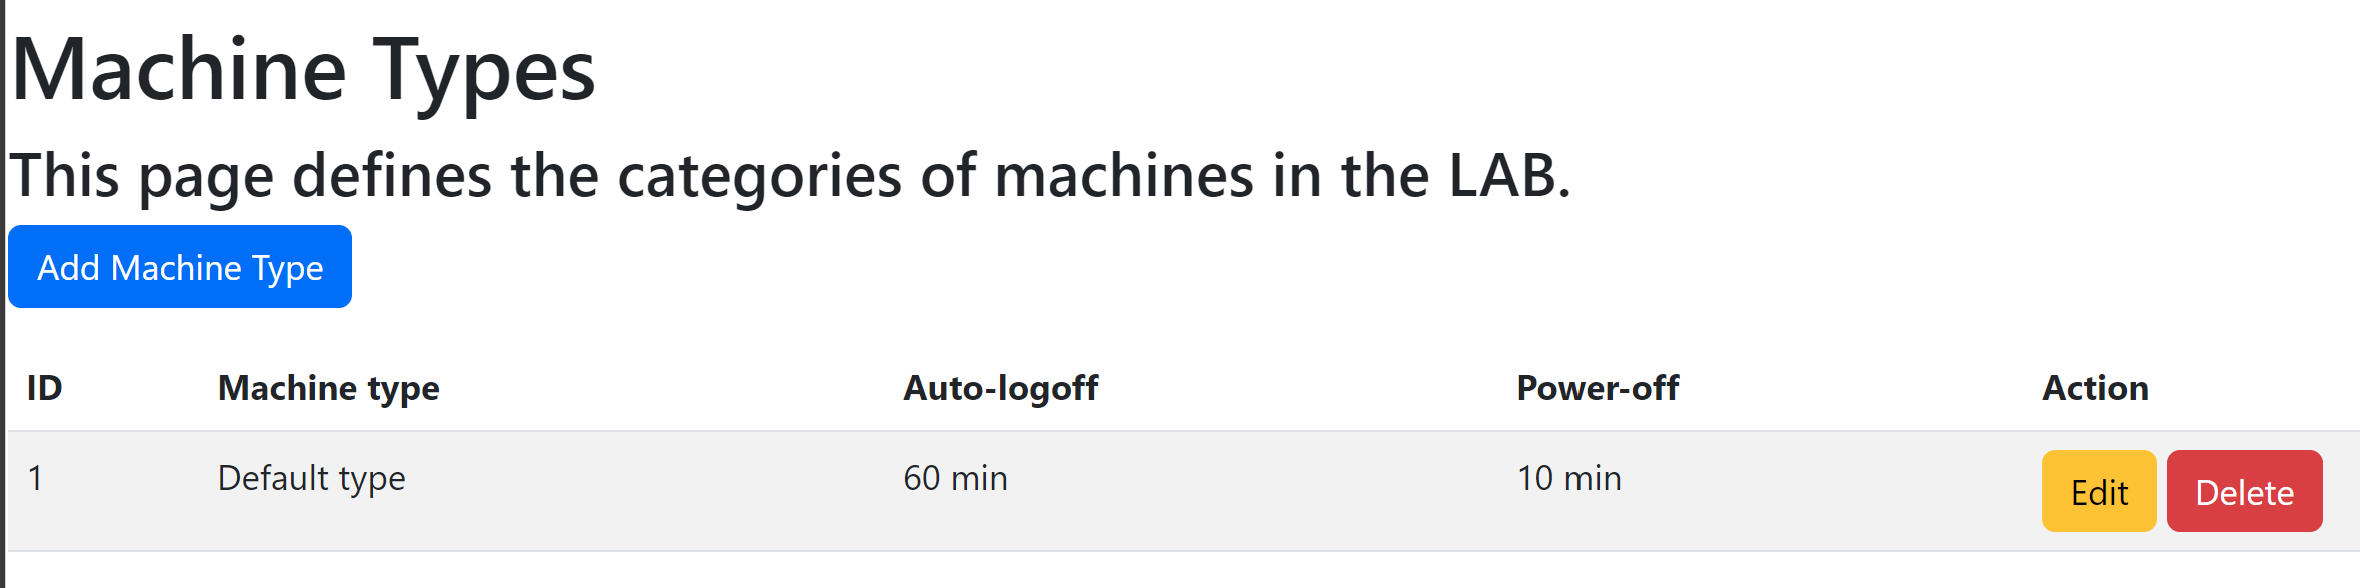 Machine Types
This page defines the categories of machines in the LAB.
Add Machine Type
ID Machine type Auto-logoff Power-off Action
1 Default type 60 min 10 min Edit Delete